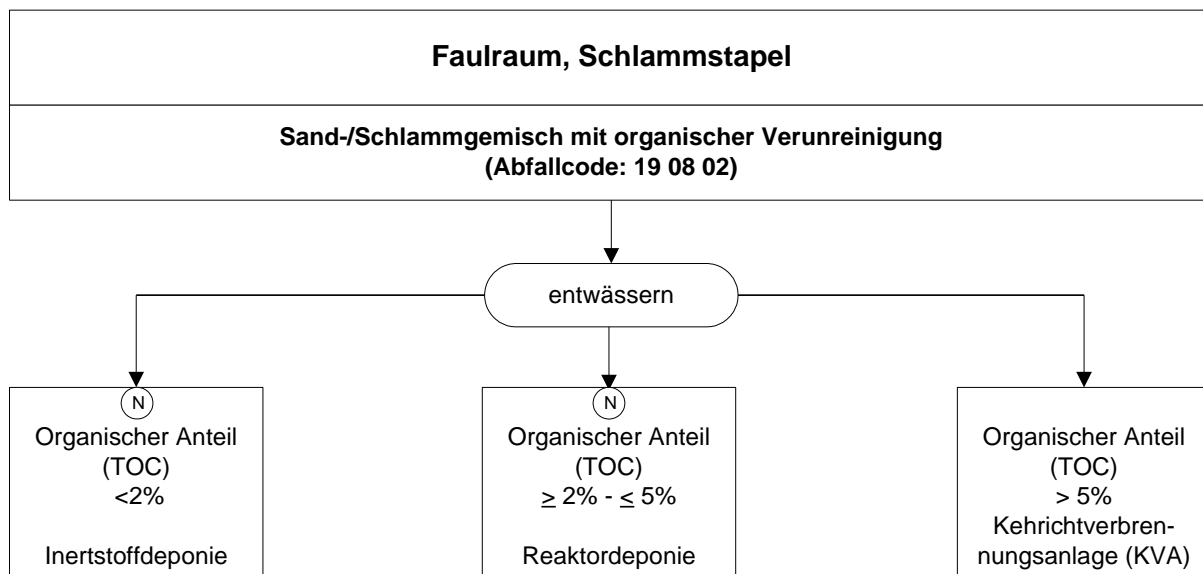 Faulraum, Schlammstapel
Sand-/Schlammgemisch mit organischer Verunreinigung
(Abfallcode: 19 08 02)
entwässern
N
Organischer Anteil
(TOC)
<2%
Inertstoffdeponie
N
Organischer Anteil
(TOC)
≥ 2% - ≤ 5%
Reaktordeponie
Organischer Anteil
(TOC)
> 5%
Kehrichtverbren-
nungsanlage (KVA)